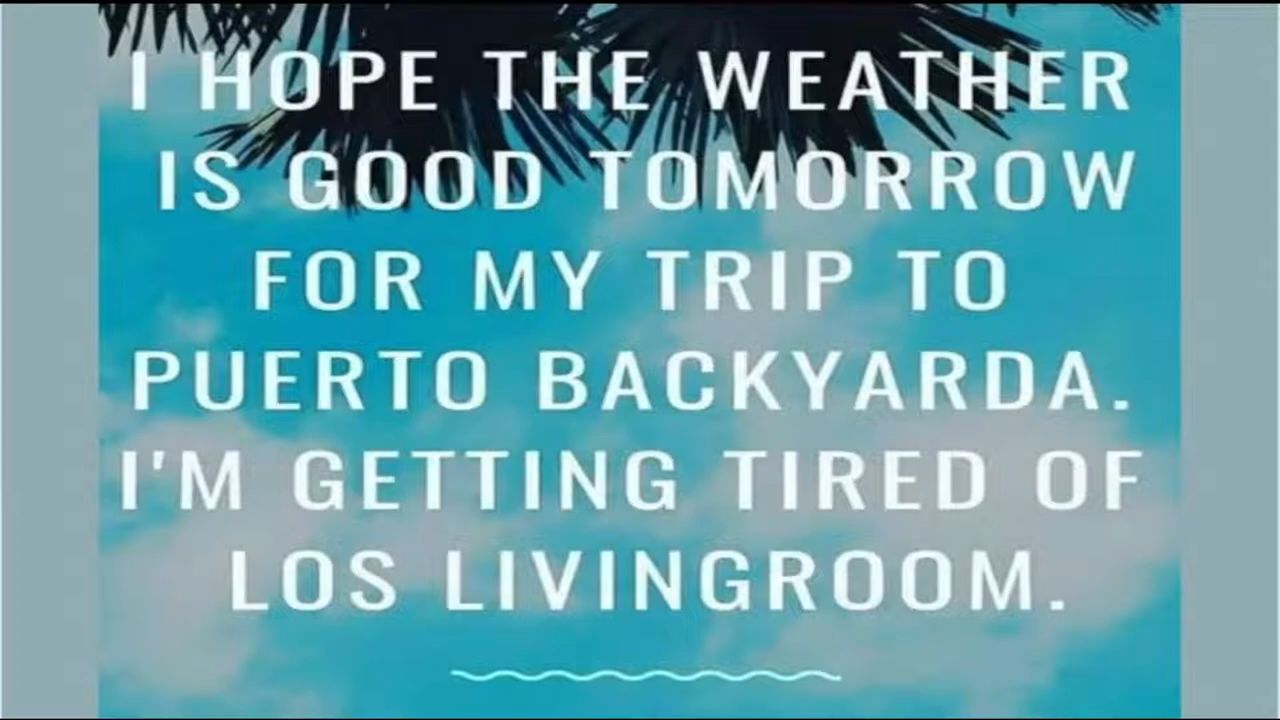 I HOPE THE WEATHER
IS GOOD TOMORROW
FOR MY TRIP TO
PUERTO BACKYARDA.
I'M GETTING TIRED OF
LOS LIVINGROOM.